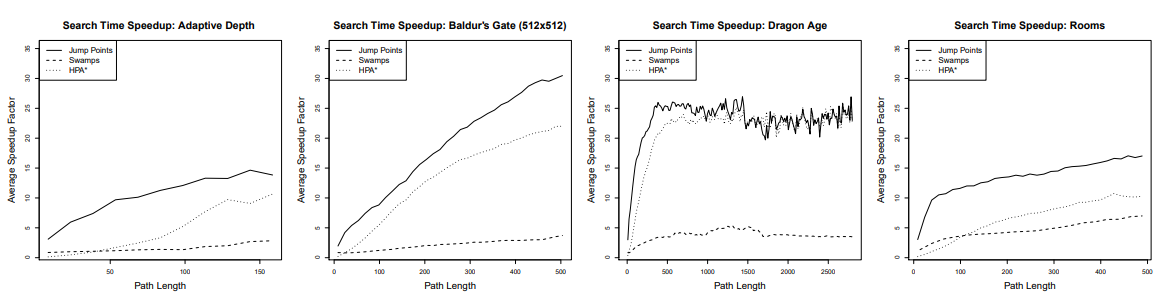 Search Time Speedup: Adaptive Depth
Average Speedup Factor
35
30
25
20
15
10
5
0
Jump Points
Swamps
HPA*
50
100
150
Path Length
Search Time Speedup: Baldur's Gate (512x512)
Average Speedup Factor
35
30
25
20
15
10
5
0
Jump Points
Swamps
HPA*
0
100
200
300
400
500
Path Length
Search Time Speedup: Dragon Age
Average Speedup Factor
35
30
25
20
15
10
5
0
Jump Points
Swamps
HPA*
0
500
1000
1500
2000
2500
Path Length
Search Time Speedup: Rooms
Average Speedup Factor
35
30
25
20
15
10
5
0
Jump Points
Swamps
HPA*
0
100
200
300
400
500
Path Length